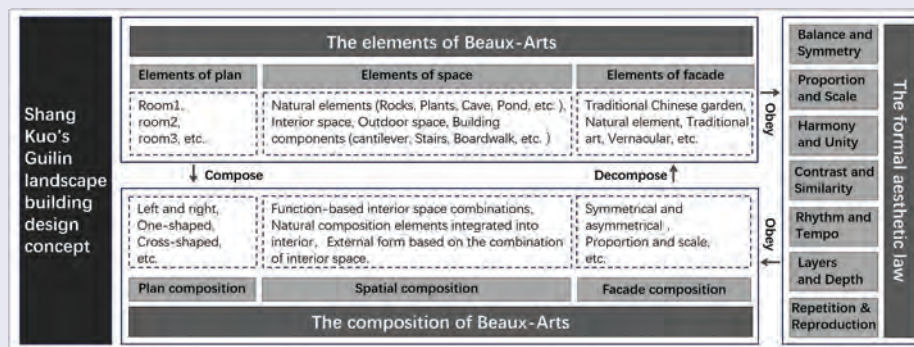 Shang
Kuo's
Guilin
landscape
building
design
concept
The elements of Beaux-Arts
Elements of plan
Elements of space
Elements of facade
Room1,
room2,
room3, etc.
Natural elements (Rocks, Plants, Cave, Pond, etc. ),
Interior space, Outdoor space, Building
components (cantilever, Stairs, Boardwalk, etc. )
Traditional Chinese garden,
Natural element, Traditional
art, Vernacular, etc.
Compose
Decompose
Left and right,
One-shaped,
Cross-shaped,
etc.
Function-based interior space combinations,
Natural composition elements integrated into
interior, External form based on the combination
of interior space.
Symmetrical and
asymmetrical ,
Proportion and scale,
etc.
Plan composition
Spatial composition
Facade composition
The composition of Beaux-Arts
Obey
Obey
Balance and
Symmetry
Proportion
and Scale
Harmony
and Unity
Contrast and
Similarity
Rhythm and
Tempo
Layers
and Depth
Repetition &
Reproduction
The formal aesthetic law